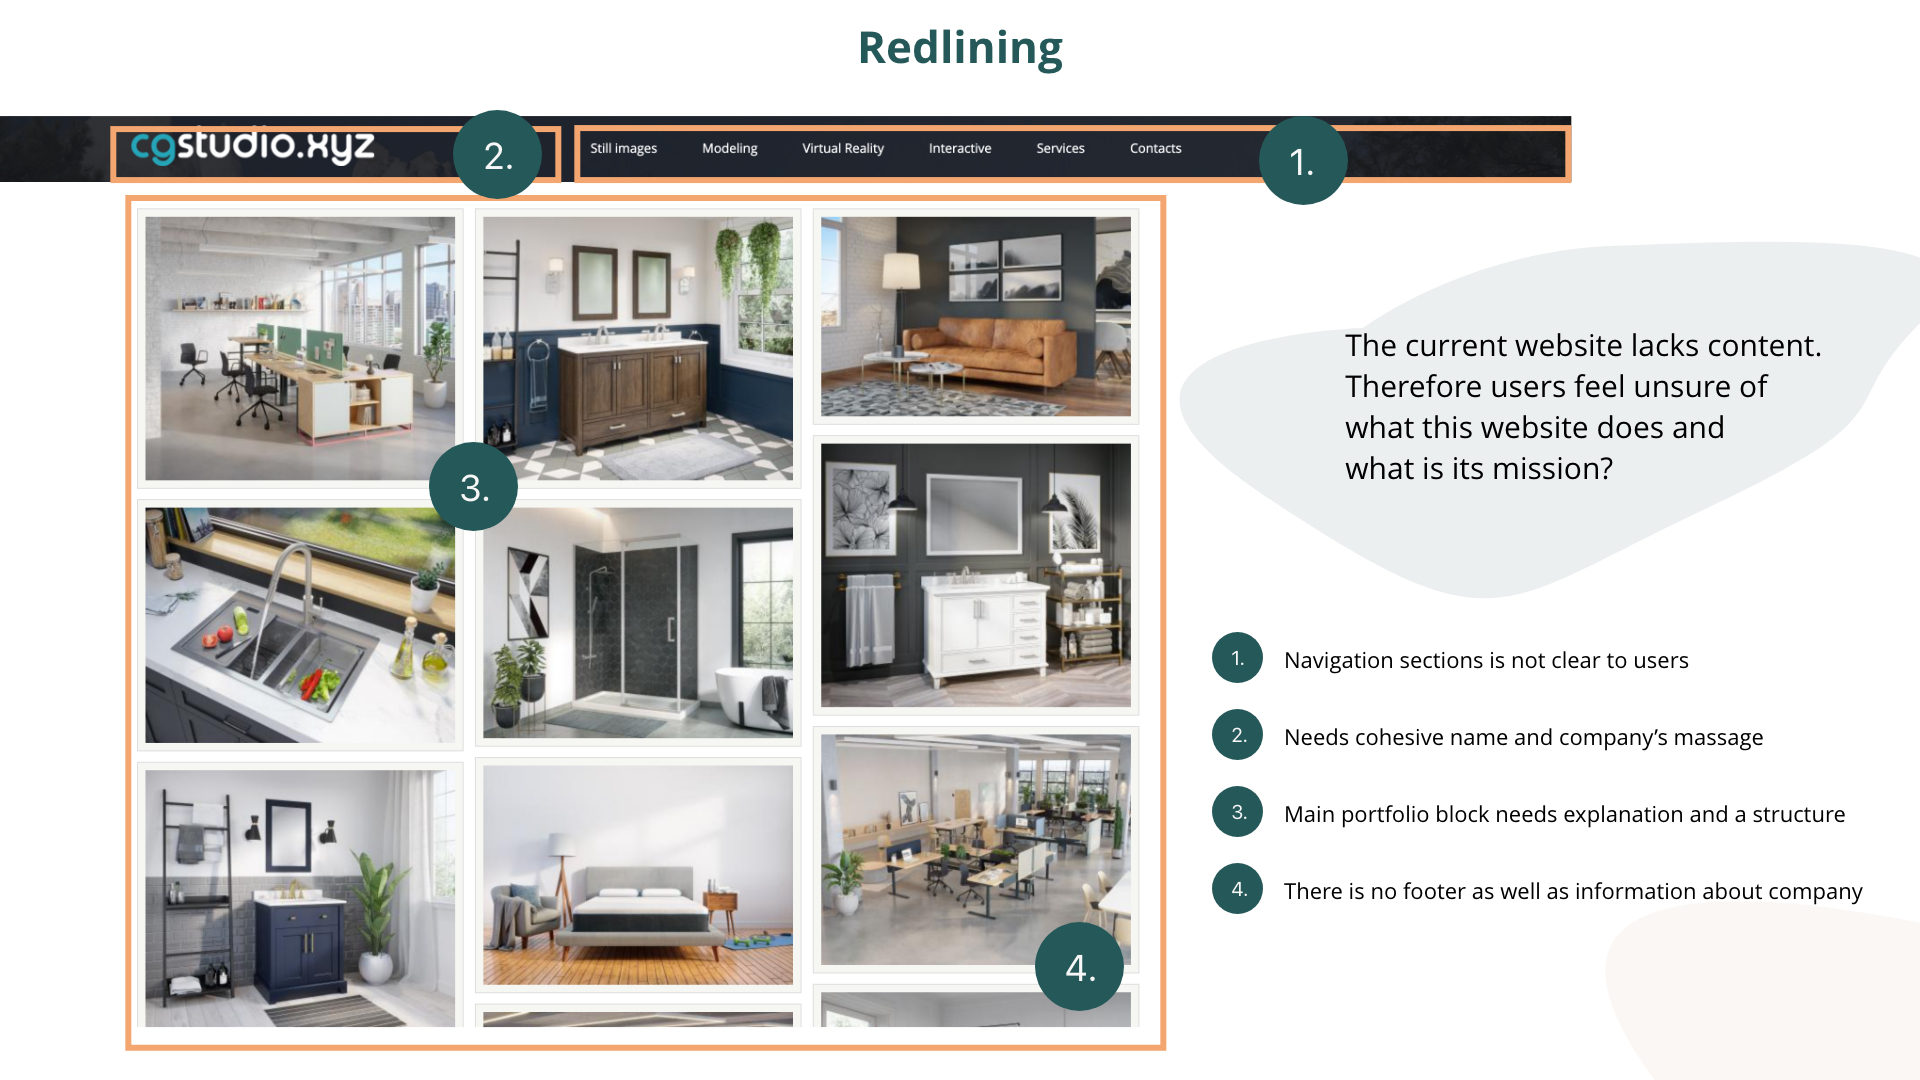 Redlining
cgstudio.xyz
2.
Still images
Modeling
Virtual Reality
Interactive
Services
Contacts
1.
3.
4.
The current website lacks content.
Therefore users feel unsure of
what this website does and
what is its mission?
1. Navigation sections is not clear to users
2. Needs cohesive name and company’s massage
3. Main portfolio block needs explanation and a structure
4. There is no footer as well as information about company